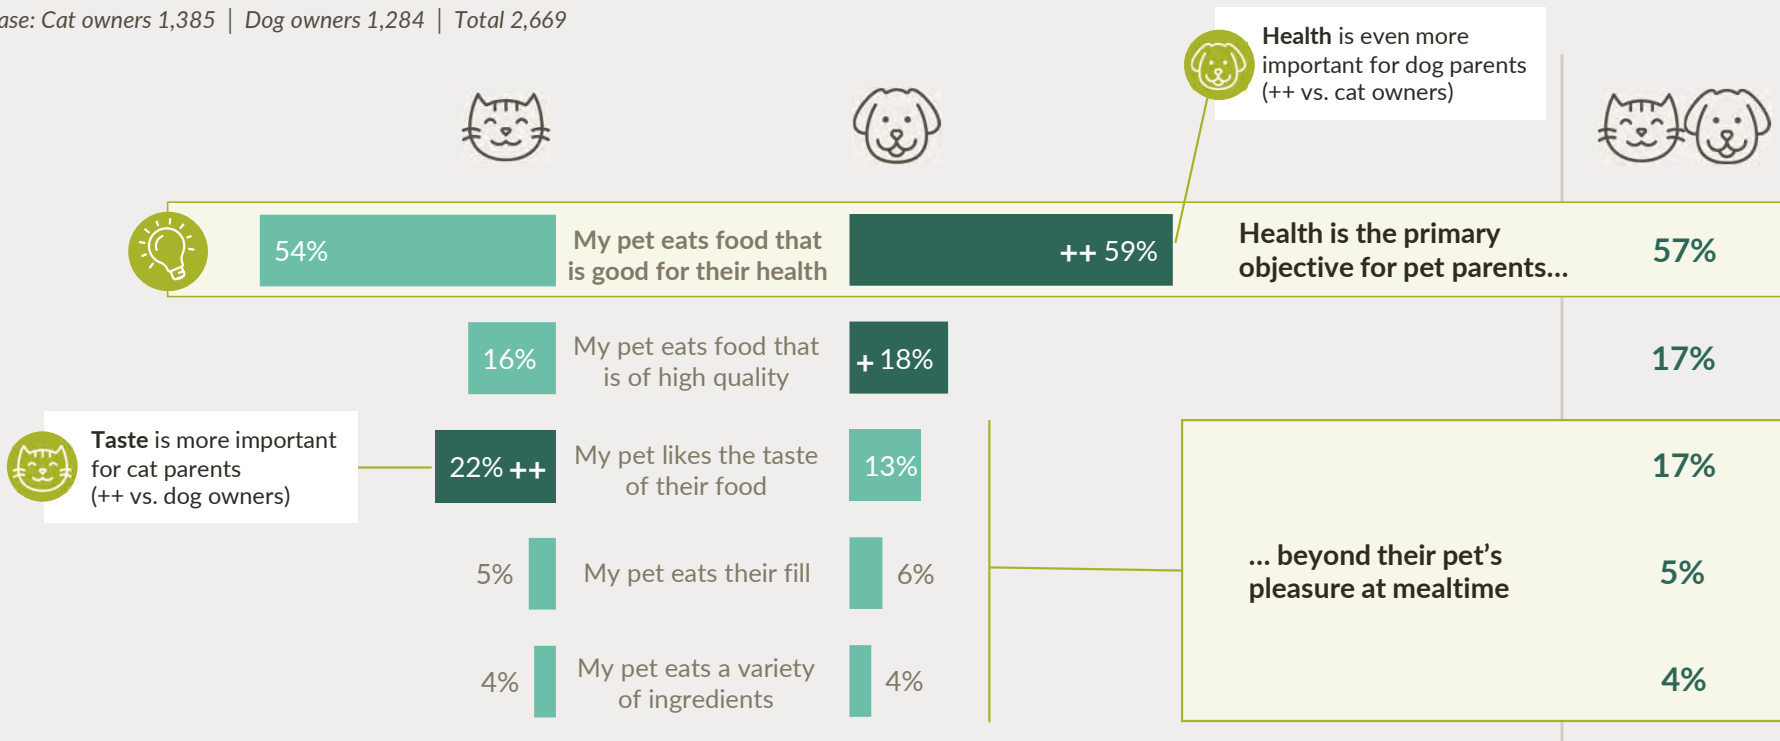 ase: Cat owners 1,385 | Dog owners 1,284 | Total 2,669
Health is even more
important for dog parents
(++ vs. cat owners)
54%
My pet eats food that
is good for their health
++ 59%
Health is the primary
objective for pet parents...
57%
16%
My pet eats food that
is of high quality
+ 18%
17%
Taste is more important
for cat parents
(++ vs. dog owners)
22% ++
My pet likes the taste
of their food
13%
17%
5%
My pet eats their fill
6%
... beyond their pet’s
pleasure at mealtime
5%
4%
My pet eats a variety
of ingredients
4%
4%